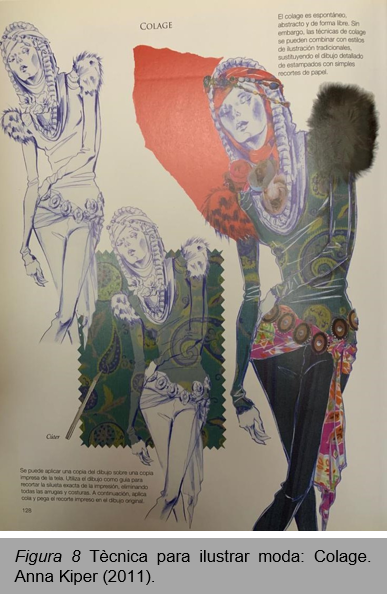 COLAGE
El colage es espontáneo,
abstracto y de forma libre. Sin
embargo, las técnicas de colage
se pueden combinar con estilos
de ilustración tradicionales,
sustituyendo el dibujo detallado
de estampados con simples
recortes de papel.
Cúter
Se puede aplicar una copia del dibujo sobre una copia
impresa de la tela. Utiliza el dibujo como guía para
recortar la silueta exacta de la impresión, eliminando
todas las arrugas y costuras. A continuación, aplica
cola y pega el recorte impreso en el dibujo original.
128
Figura 8 Tècnica para ilustrar moda: Colage.
Anna Kiper (2011).